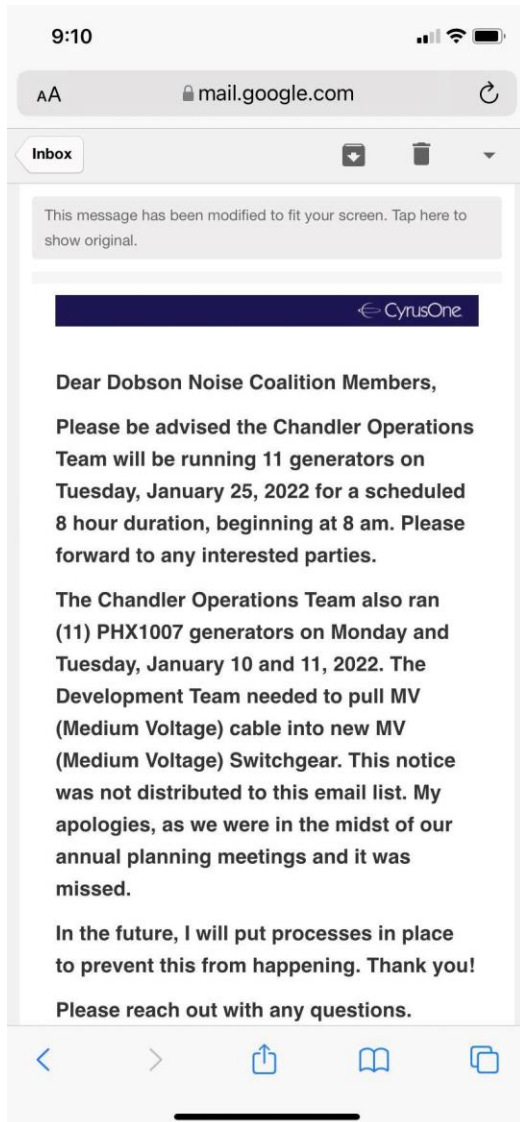 9:10
AA mail.google.com
Inbox
This message has been modified to fit your screen. Tap here to
show original.
CyrusOne
Dear Dobson Noise Coalition Members,
Please be advised the Chandler Operations
Team will be running 11 generators on
Tuesday, January 25, 2022 for a scheduled
8 hour duration, beginning at 8 am. Please
forward to any interested parties.
The Chandler Operations Team also ran
(11) PHX1007 generators on Monday and
Tuesday, January 10 and 11, 2022. The
Development Team needed to pull MV
(Medium Voltage) cable into new MV
(Medium Voltage) Switchgear. This notice
was not distributed to this email list. My
apologies, as we were in the midst of our
annual planning meetings and it was
missed.
In the future, I will put processes in place
to prevent this from happening. Thank you!
Please reach out with any questions.